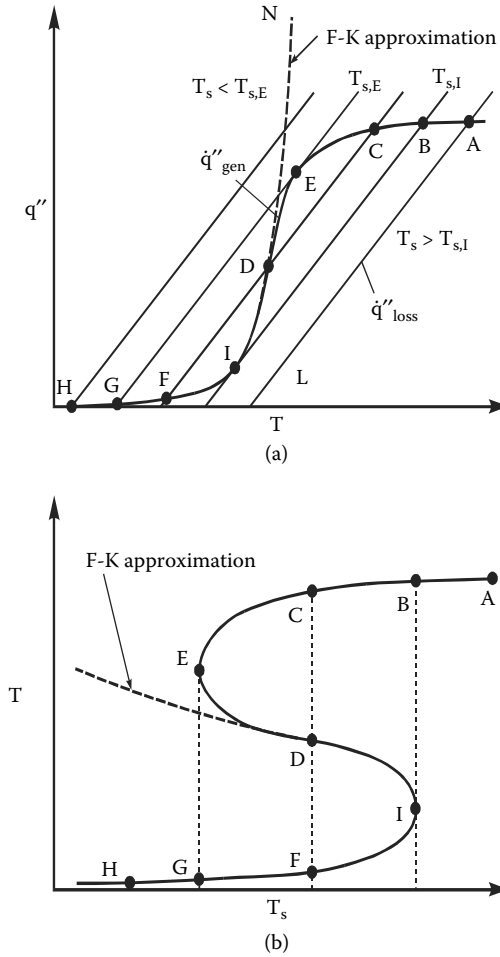 N
F-K approximation
T_s < T_s,E
T_s,E
T_s,I
C
B
A
q̇″_gen
E
q″
T_s > T_s,I
D
q̇″_loss
I
L
H
G
F
T
(a)
F-K approximation
C
B
A
E
T
D
I
H
G
F
T_s
(b)